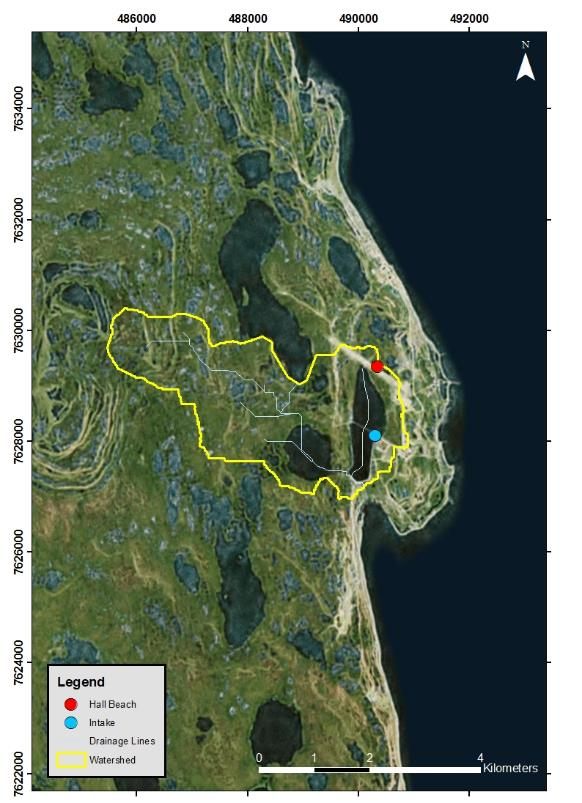 486000 488000 490000 492000
N
7634000
7632000
7630000
7628000
7626000
7624000
7622000
Legend
Hall Beach
Intake
Drainage Lines
Watershed
0 1 2 4
Kilometers